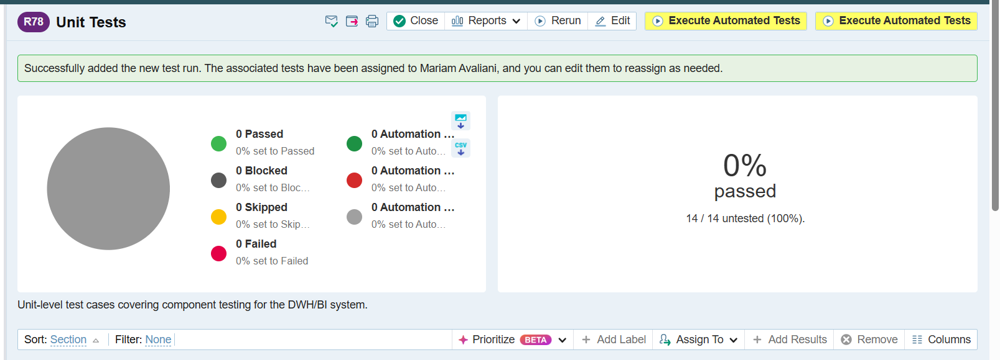 R78 Unit Tests Close Reports Rerun Edit Execute Automated Tests Execute Automated Tests
Successfully added the new test run. The associated tests have been assigned to Mariam Avaliani, and you can edit them to reassign as needed.
0 Passed
0% set to Passed
0 Blocked
0% set to Bloc...
0 Skipped
0% set to Skip...
0 Failed
0% set to Failed
0 Automation ...
0% set to Auto...
0 Automation ...
0% set to Auto...
0 Automation ...
0% set to Auto...
CSV
0%
passed
14 / 14 untested (100%).
Unit-level test cases covering component testing for the DWH/BI system.
Sort: Section Filter: None Prioritize BETA Add Label Assign To Add Results Remove Columns